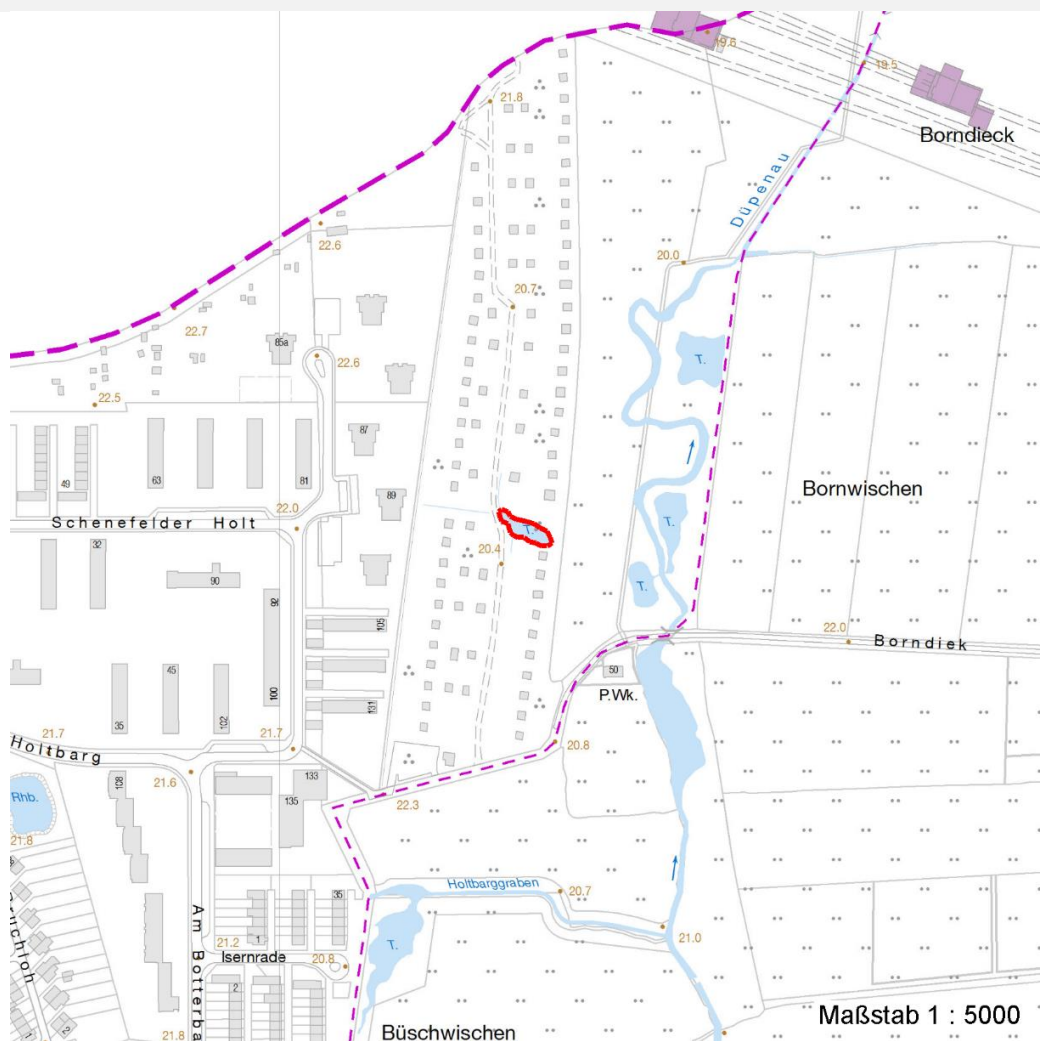 19.6
19.5
21.8
Borndieck
Düpenau
22.6
20.0
20.7
22.7
85a
22.6
T.
22.5
87
63
81
49
89
Bornwischen
22.0
Schenefelder Holt
T.
T.
32
20.4
90
92
T.
105
22.0
Borndiek
45
50
100
P.Wk.
131
35
102
21.7
21.7
Holtbarg
20.8
21.6
133
108
Rhb.
135
22.3
21.8
Holtbarggraben
20.7
35
21.0
T.
1
21.2
Isernrade
20.8
2
Am Botterba
21.8
1
2
Büschwischen
Maßstab 1 : 5000